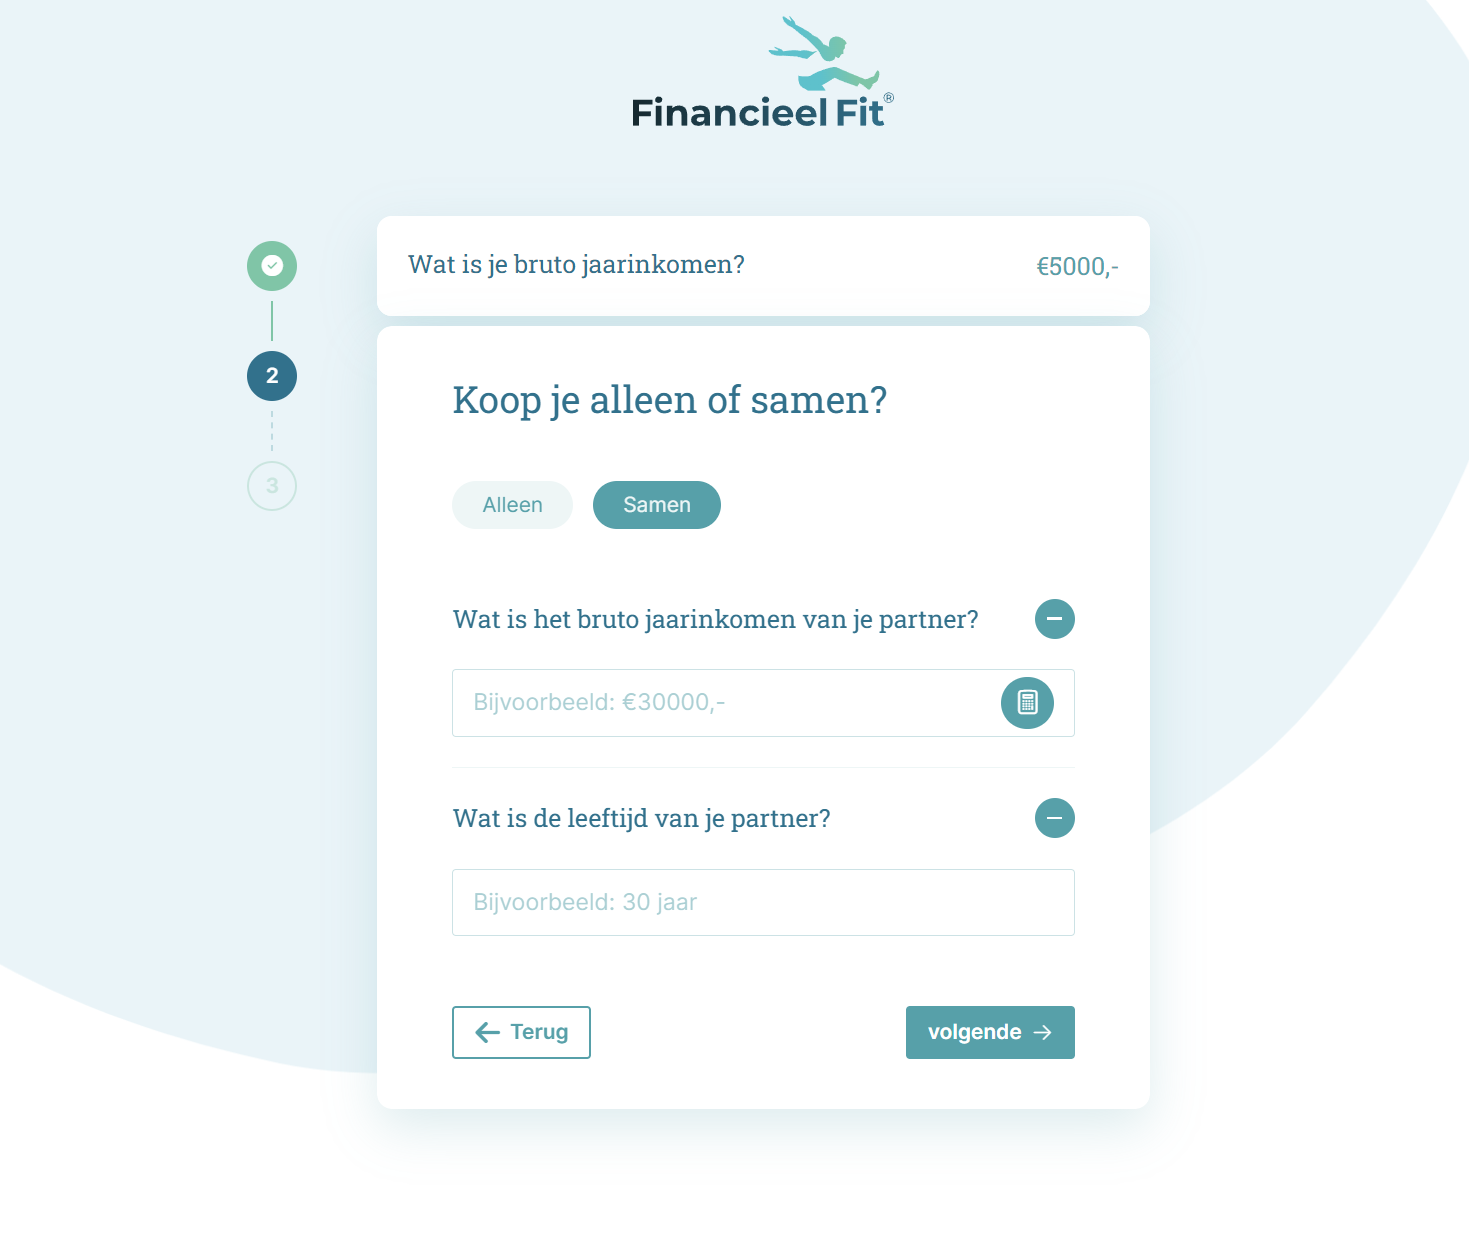 Financieel Fit®
Wat is je bruto jaarinkomen?
€5000,-
2
3
Koop je alleen of samen?
Alleen
Samen
Wat is het bruto jaarinkomen van je partner?
Bijvoorbeeld: €30000,-
Wat is de leeftijd van je partner?
Bijvoorbeeld: 30 jaar
Terug
volgende